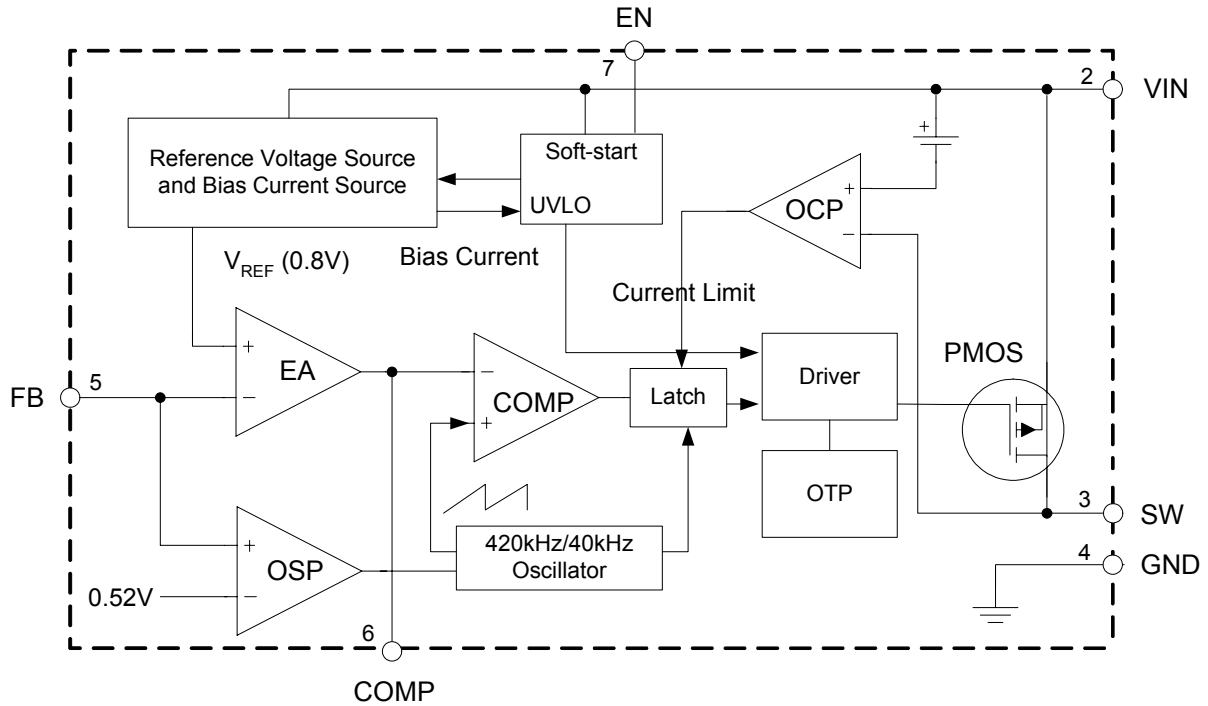 EN
7
2
VIN
Reference Voltage Source
and Bias Current Source
Soft-start
UVLO
+
+
−
OCP
V_REF (0.8V)
Bias Current
Current Limit
+
−
EA
−
+
COMP
Latch
Driver
PMOS
FB
5
OTP
3
SW
+
−
OSP
0.52V
420kHz/40kHz
Oscillator
4
GND
6
COMP